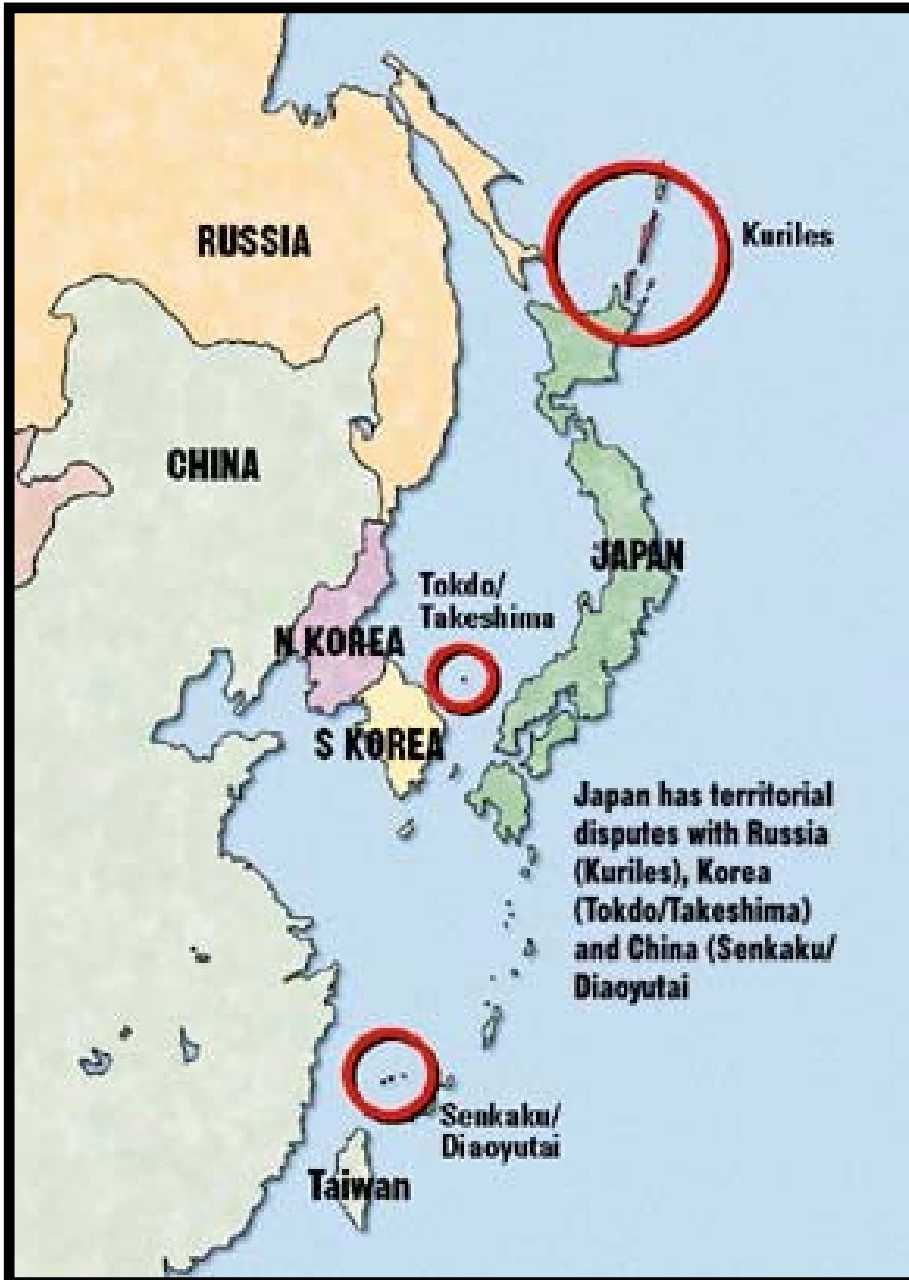 RUSSIA
Kuriles
CHINA
JAPAN
Tokdo/
Takeshima
N KOREA
S KOREA
Japan has territorial
disputes with Russia
(Kuriles), Korea
(Tokdo/Takeshima)
and China (Senkaku/
Diaoyutai
Senkaku/
Diaoyutai
Taiwan